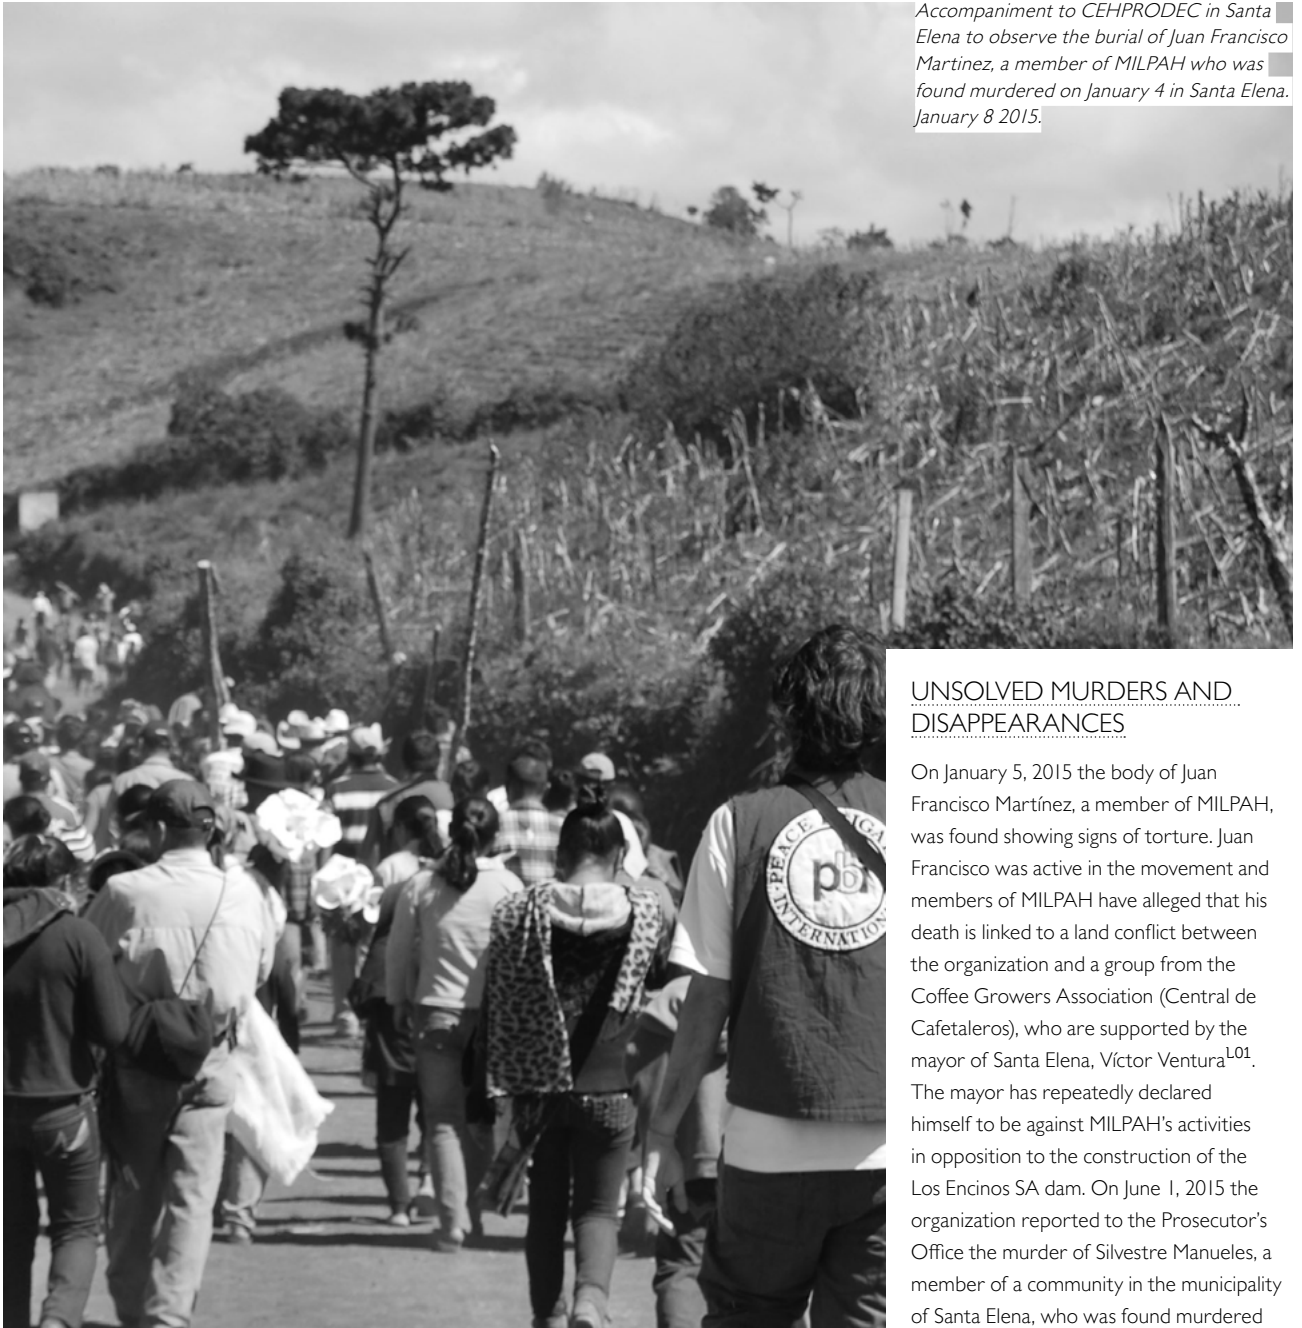 Accompaniment to CEHPRODEC in Santa
Elena to observe the burial of Juan Francisco
Martinez, a member of MILPAH who was
found murdered on January 4 in Santa Elena.
January 8 2015.
PEACE BRIGA
pbi
INTERNATION
UNSOLVED MURDERS AND
DISAPPEARANCES
On January 5, 2015 the body of Juan
Francisco Martínez, a member of MILPAH,
was found showing signs of torture. Juan
Francisco was active in the movement and
members of MILPAH have alleged that his
death is linked to a land conflict between
the organization and a group from the
Coffee Growers Association (Central de
Cafetaleros), who are supported by the
mayor of Santa Elena, Víctor Ventura L01.
The mayor has repeatedly declared
himself to be against MILPAH's activities
in opposition to the construction of the
Los Encinos SA dam. On June 1, 2015 the
organization reported to the Prosecutor's
Office the murder of Silvestre Manueles, a
member of a community in the municipality
of Santa Elena, who was found murdered